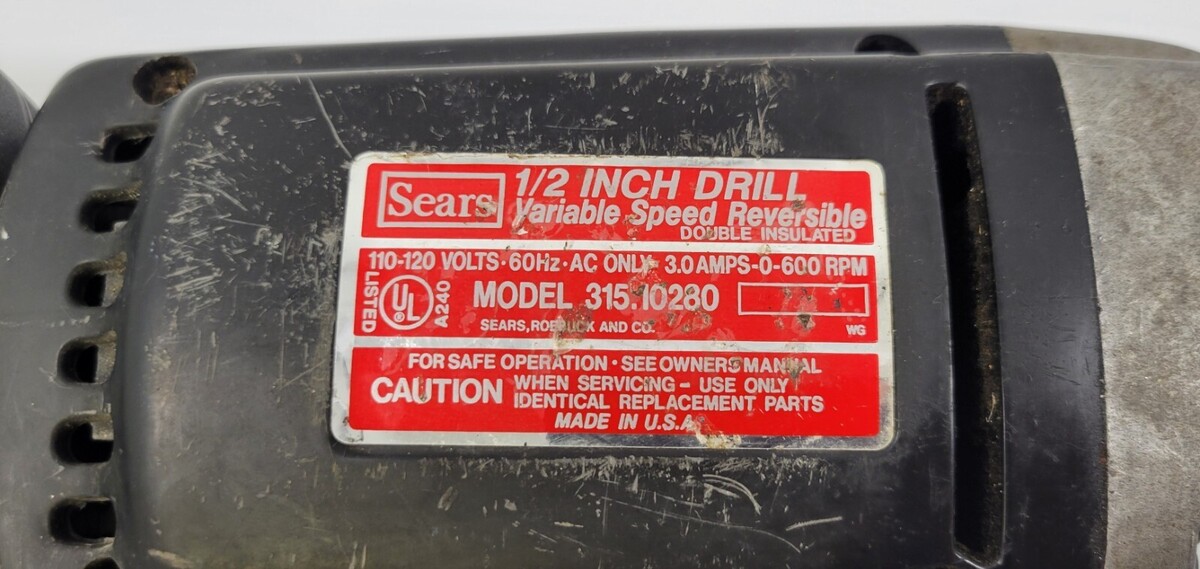 Sears
1/2 INCH DRILL
Variable Speed Reversible
DOUBLE INSULATED
110-120 VOLTS·60Hz·AC ONLY- 3.0 AMPS-0-600 RPM
LISTED
UL
®
A240
MODEL 315.10280
SEARS, ROEBUCK AND CO.
WG
FOR SAFE OPERATION · SEE OWNERS MANUAL
CAUTION
WHEN SERVICING - USE ONLY
IDENTICAL REPLACEMENT PARTS
MADE IN U.S.A.